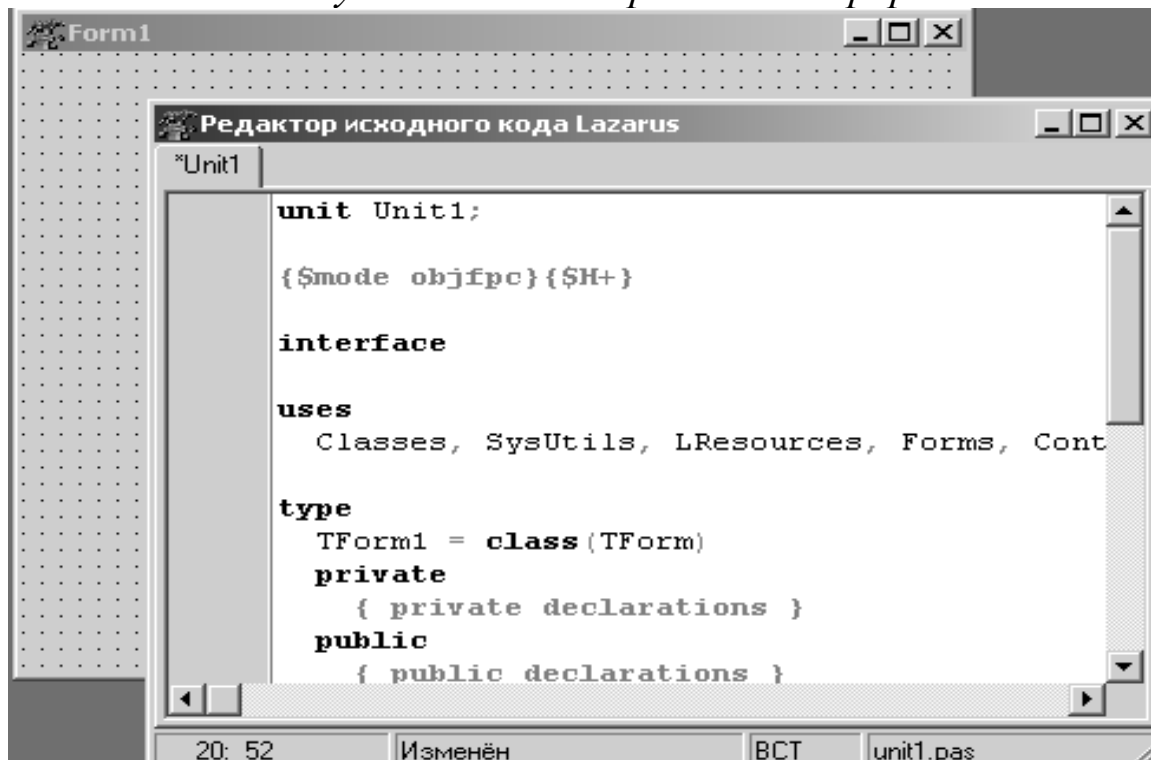 Form1
Редактор исходного кода Lazarus
*Unit1
unit Unit1;
{$mode objfpc}{$H+}
interface
uses
Classes, SysUtils, LResources, Forms, Cont
type
TForm1 = class(TForm)
private
{ private declarations }
public
{ public declarations }
20: 52 Изменён ВСТ unit1.pas